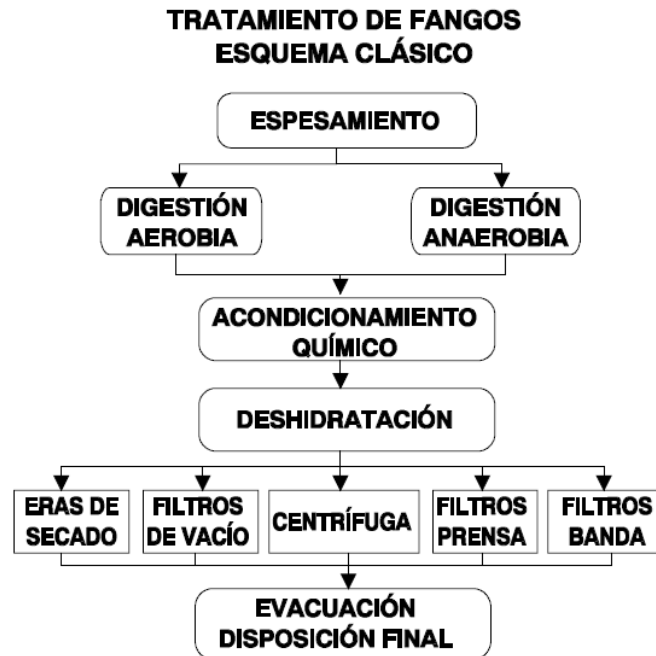 TRATAMIENTO DE FANGOS
ESQUEMA CLÁSICO
ESPESAMIENTO
DIGESTIÓN
AEROBIA
DIGESTIÓN
ANAEROBIA
ACONDICIONAMIENTO
QUÍMICO
DESHIDRATACIÓN
ERAS DE
SECADO
FILTROS
DE VACÍO
CENTRÍFUGA
FILTROS
PRENSA
FILTROS
BANDA
EVACUACIÓN
DISPOSICIÓN FINAL